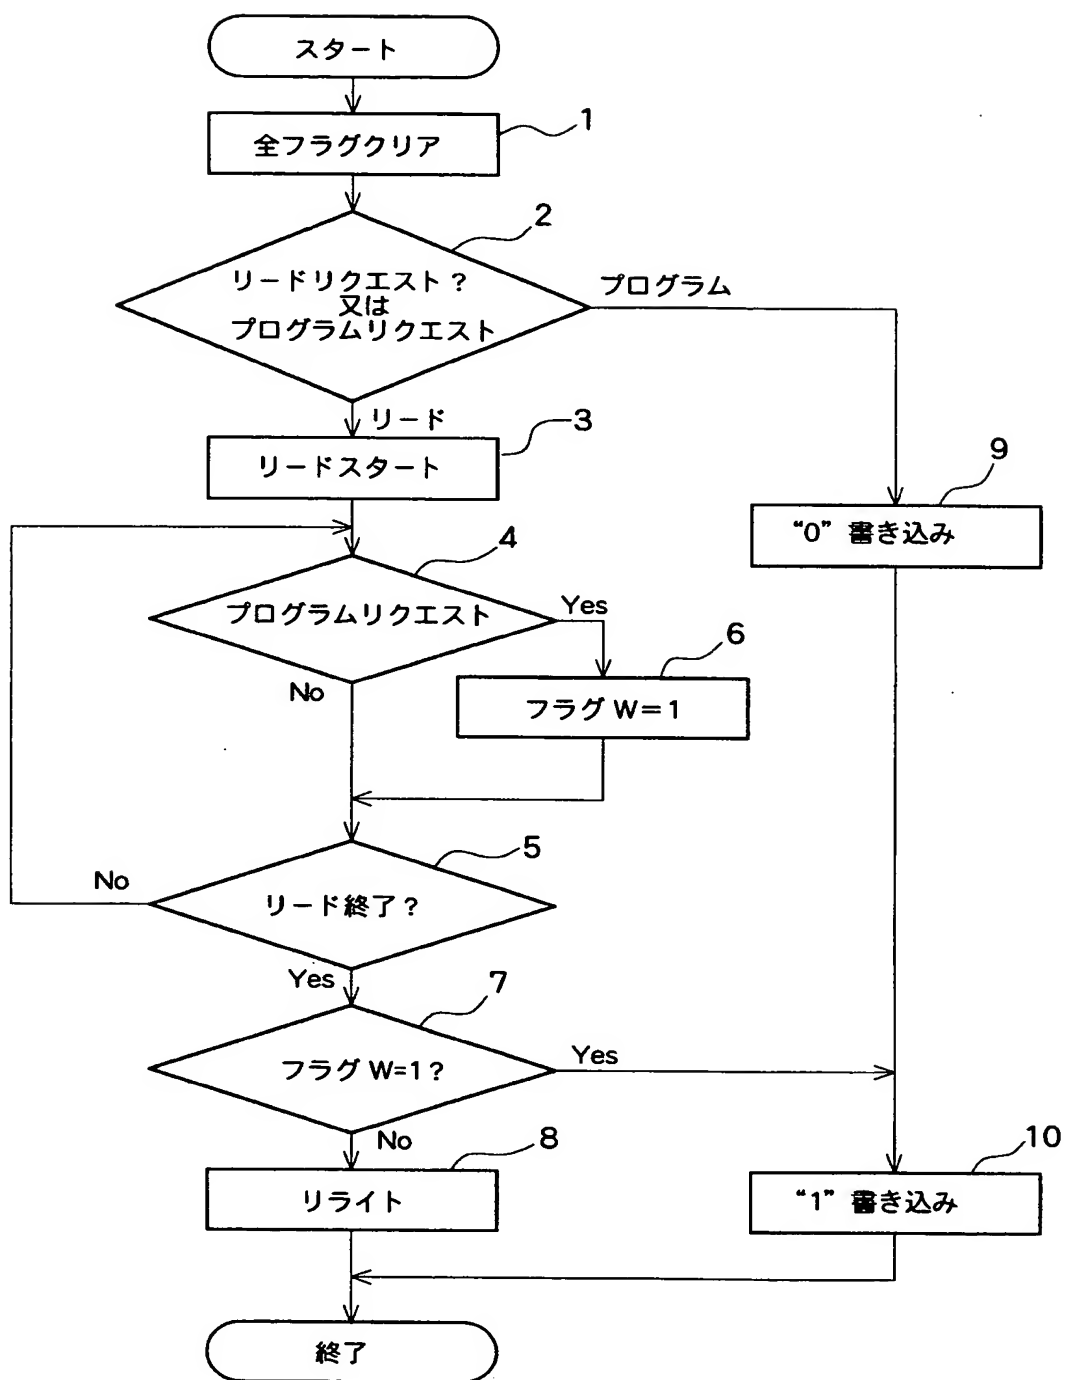 スタート
1
全フラグクリア
2
リードリクエスト?
又は
プログラムリクエスト
プログラム
リード
3
リードスタート
9
“0” 書き込み
4
プログラムリクエスト
Yes
6
フラグ W=1
No
5
リード終了?
No
Yes
7
フラグ W=1?
Yes
No
8
リライト
10
“1” 書き込み
終了